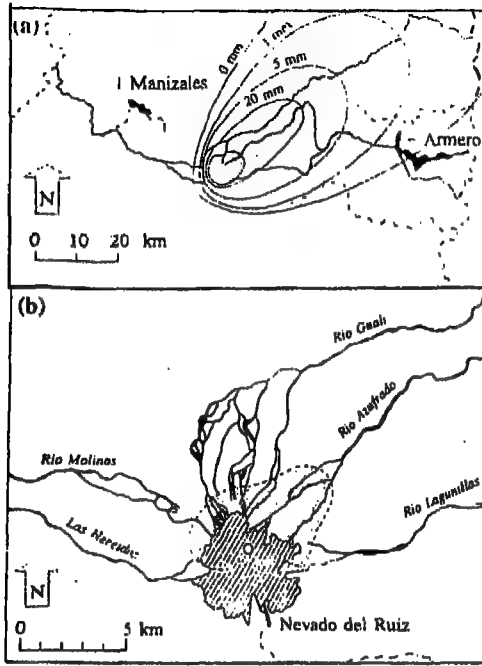 (a)
0 mm
1 mm
5 mm
20 mm
Manizales
Armero
N
0 10 20 km
(b)
Rio Guali
Rio Azufrado
Rio Molinos
Rio Lagunillas
Las Nereidas
N
0 5 km
Nevado del Ruiz